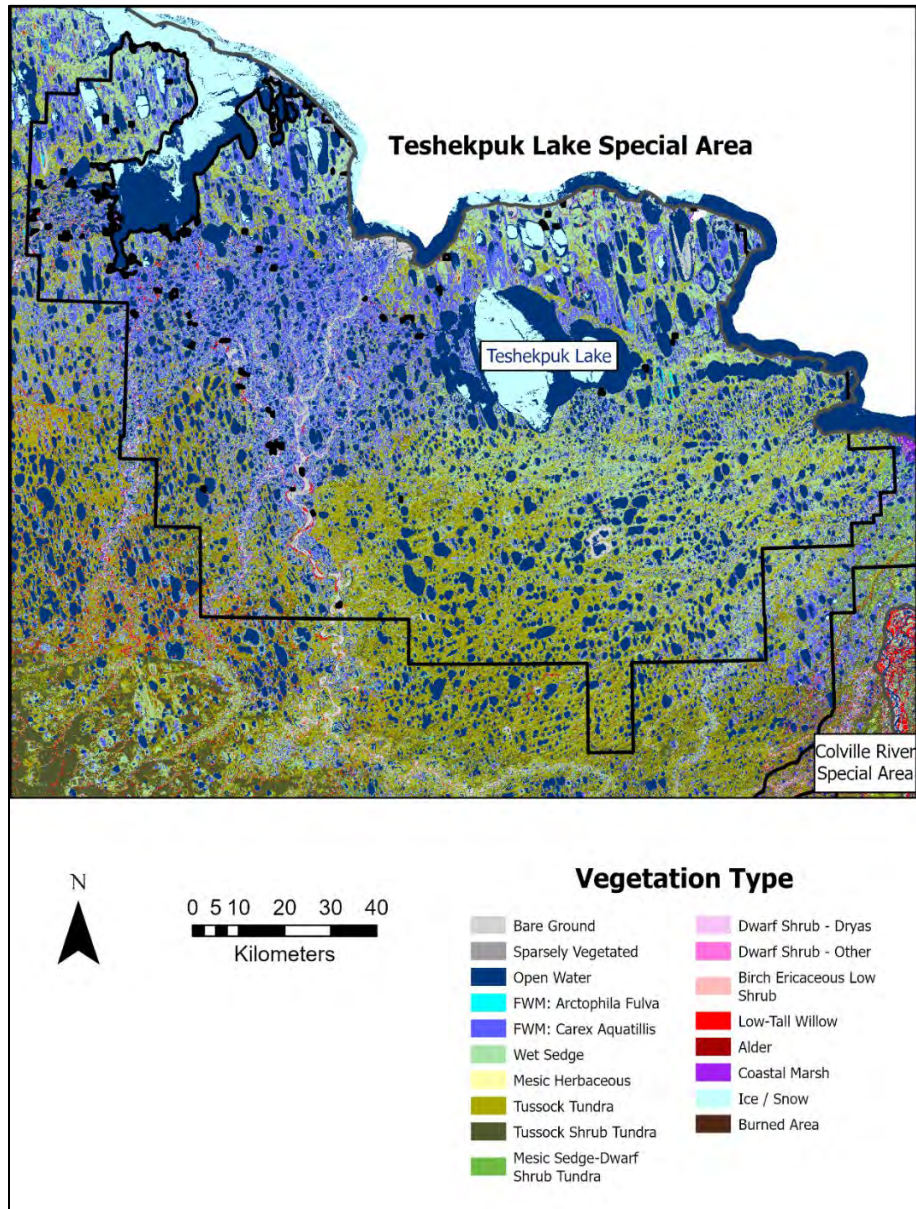 Teshekpuk Lake Special Area
Teshekpuk Lake
Colville River
Special Area
N
0 5 10 20 30 40
Kilometers
Vegetation Type
Bare Ground
Sparsely Vegetated
Open Water
FWM: Arctophila Fulva
FWM: Carex Aquatillis
Wet Sedge
Mesic Herbaceous
Tussock Tundra
Tussock Shrub Tundra
Mesic Sedge-Dwarf
Shrub Tundra
Dwarf Shrub - Dryas
Dwarf Shrub - Other
Birch Ericaceous Low
Shrub
Low-Tall Willow
Alder
Coastal Marsh
Ice / Snow
Burned Area